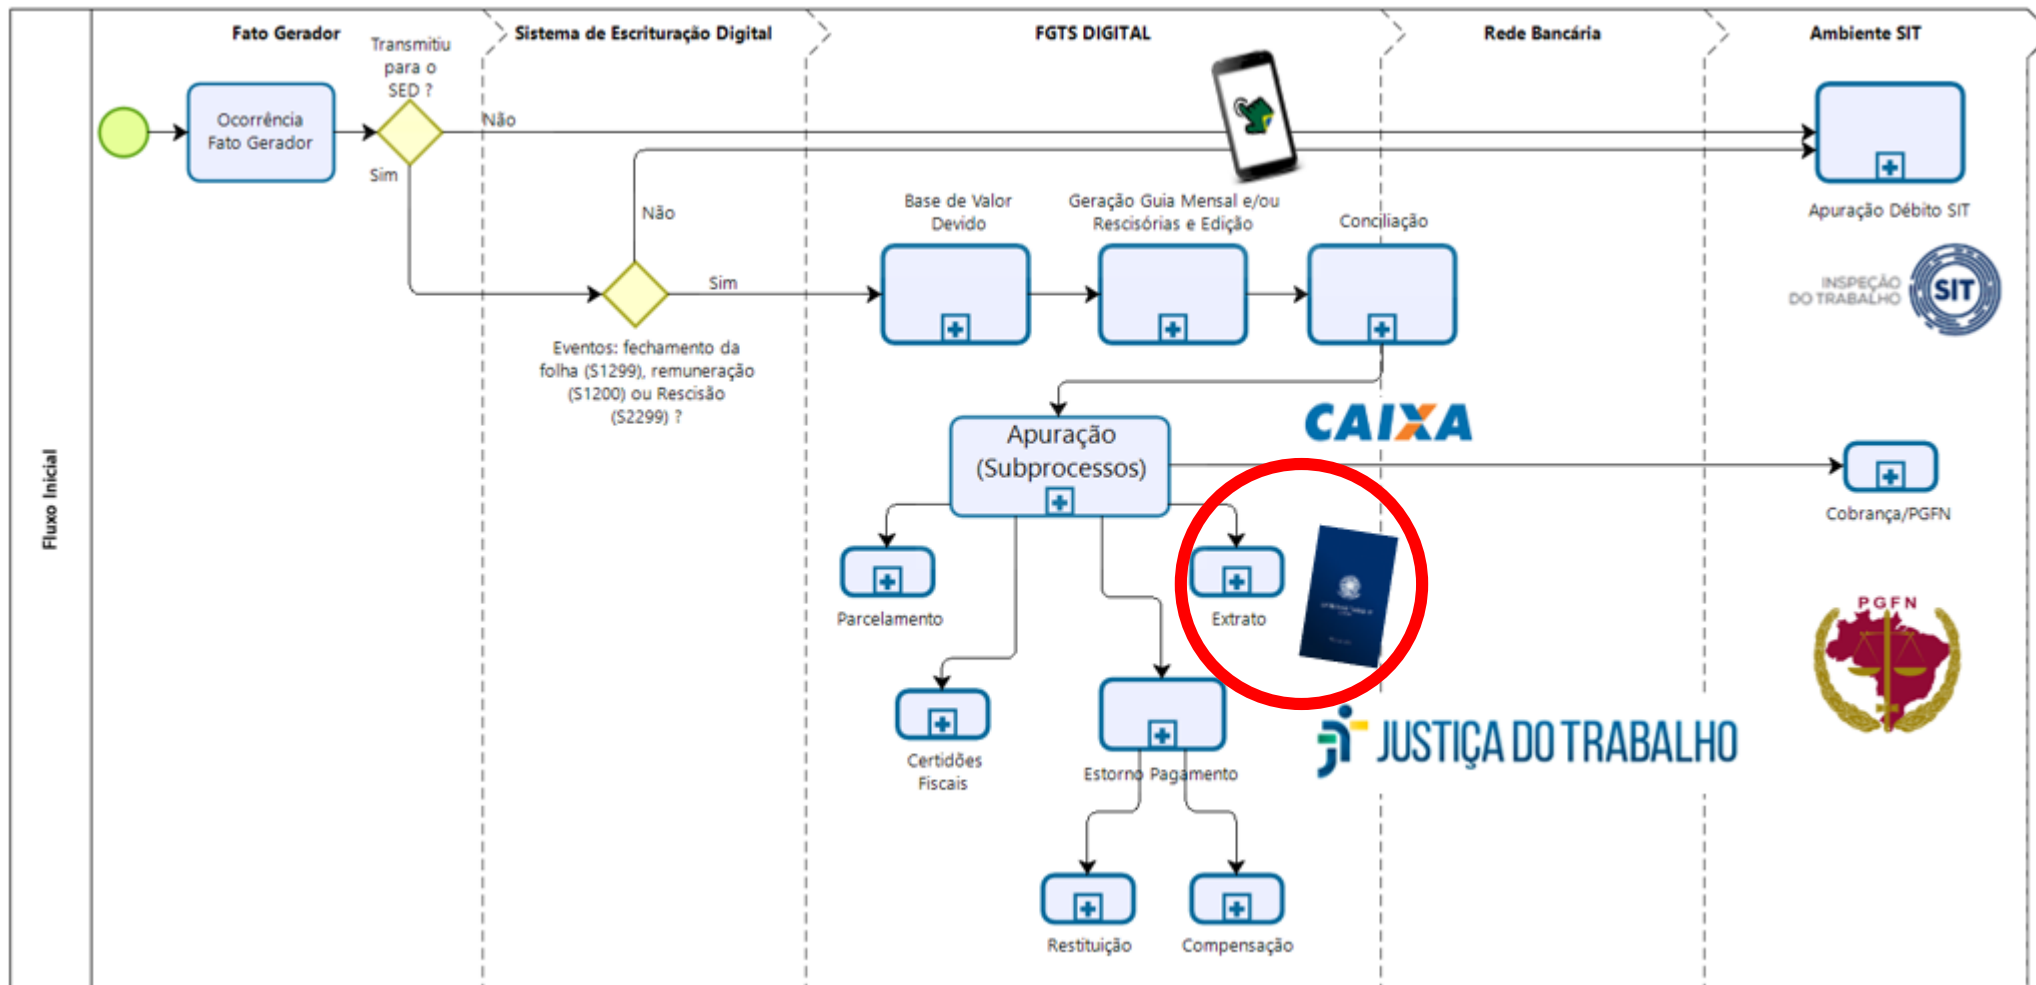 Fato Gerador
Sistema de Escrituração Digital
FGTS DIGITAL
Rede Bancária
Ambiente SIT
Fluxo Inicial
Transmitiu
para o
SED ?
Ocorrência
Fato Gerador
Não
Sim
Não
Sim
Eventos: fechamento da
folha (S1299), remuneração
(S1200) ou Rescisão
(S2299) ?
Base de Valor
Devido
Geração Guia Mensal e/ou
Rescisórias e Edição
Conciliação
Apuração Débito SIT
INSPEÇÃO
DO TRABALHO
SIT
CAIXA
Apuração
(Subprocessos)
Cobrança/PGFN
Parcelamento
Extrato
PGFN
Certidões
Fiscais
Estorno Pagamento
JUSTIÇA DO TRABALHO
Restituição
Compensação